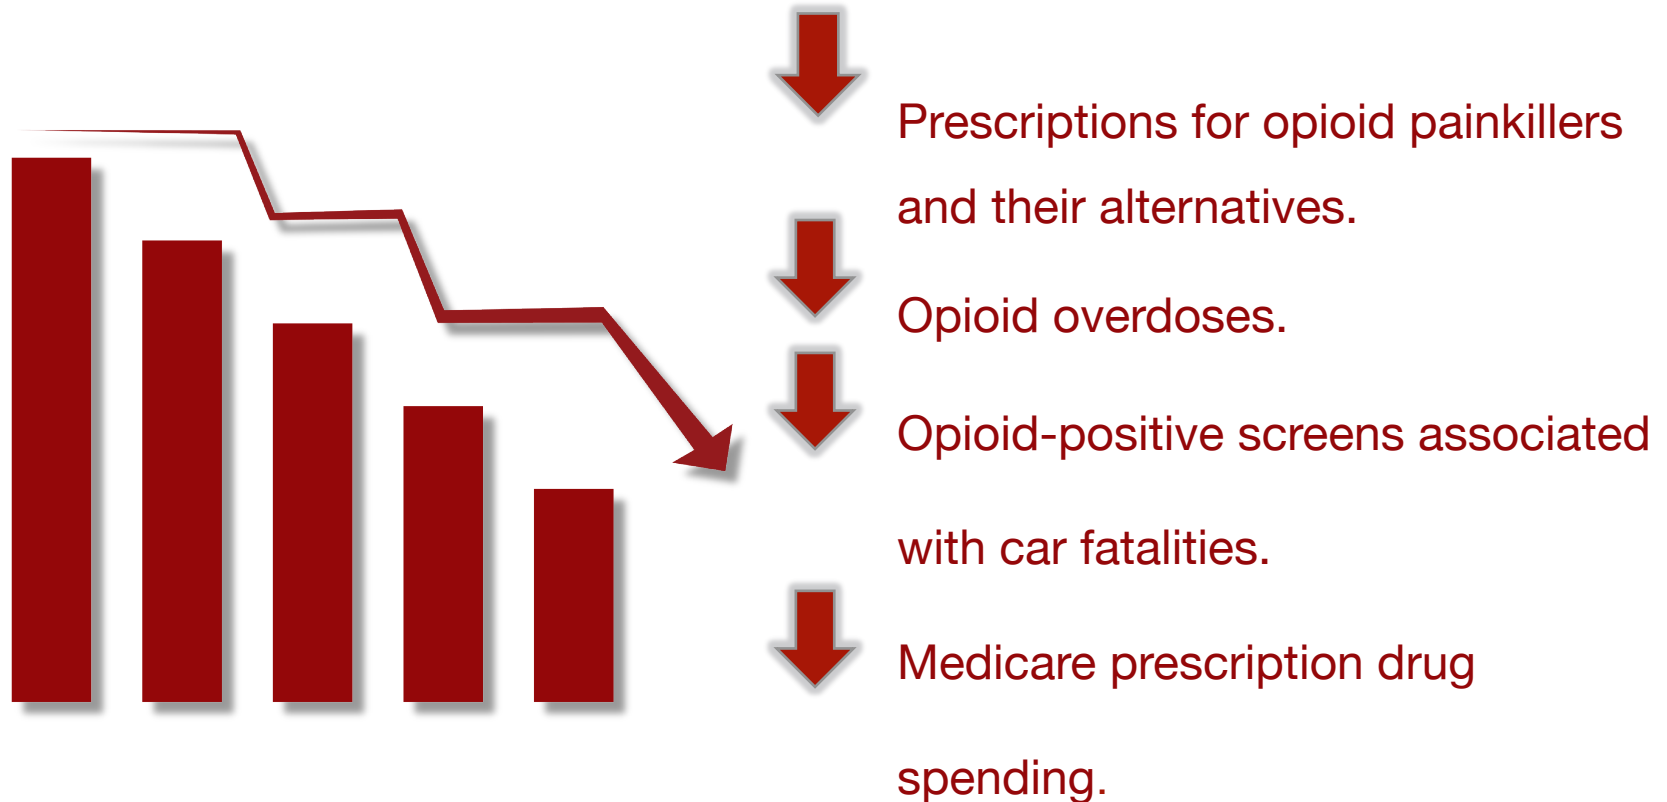 Prescriptions for opioid painkillers
and their alternatives.
Opioid overdoses.
Opioid-positive screens associated
with car fatalities.
Medicare prescription drug
spending.